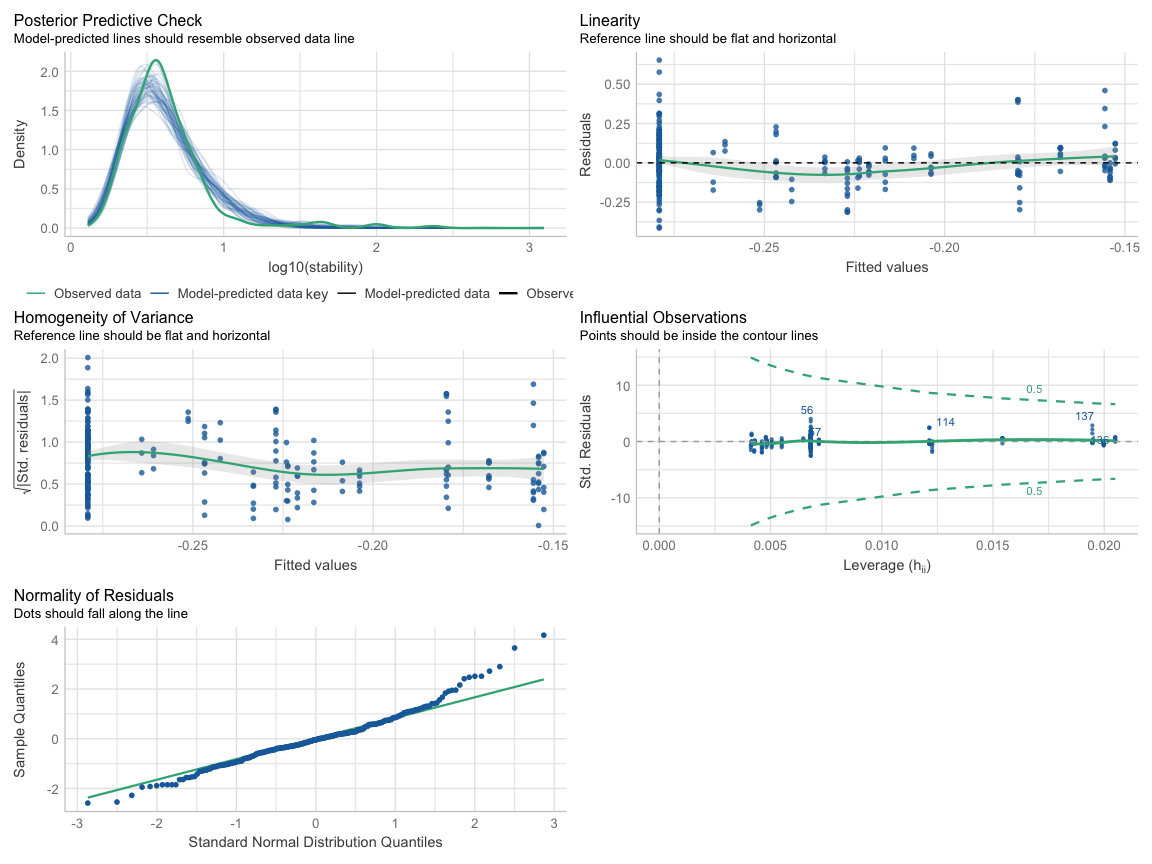 Posterior Predictive Check
Model-predicted lines should resemble observed data line
2.0
1.5
1.0
0.5
0.0
Density
0 1 2 3
log10(stability)
Observed data Model-predicted data key Model-predicted data Observe
Linearity
Reference line should be flat and horizontal
0.50
0.25
0.00
-0.25
Residuals
-0.25 -0.20 -0.15
Fitted values
Homogeneity of Variance
Reference line should be flat and horizontal
2.0
1.5
1.0
0.5
0.0
√|Std. residuals|
-0.25 -0.20 -0.15
Fitted values
Influential Observations
Points should be inside the contour lines
10
0
-10
Std. Residuals
0.5
56
114
137
0.5
0.000 0.005 0.010 0.015 0.020
Leverage (hii)
Normality of Residuals
Dots should fall along the line
4
2
0
-2
Sample Quantiles
-3 -2 -1 0 1 2 3
Standard Normal Distribution Quantiles